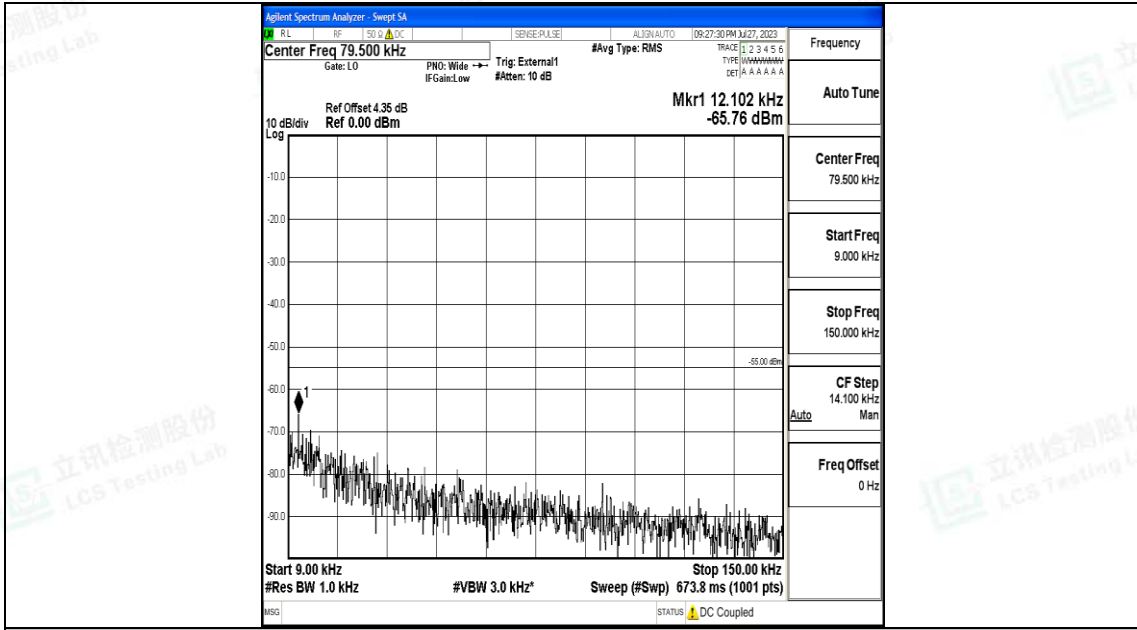 Agilent Spectrum Analyzer - Swept SA
RL RF 50 Ω DC SENSE:PULSE ALIGN AUTO 09:27:30 PM Jul 27, 2023
Center Freq 79.500 kHz
Gate: LO
PNO: Wide
IFGain:Low
Trig: External1
#Atten: 10 dB
#Avg Type: RMS
TRACE 1 2 3 4 5 6
TYPE
DET A A A A A A
Mkr1 12.102 kHz
-65.76 dBm
Ref Offset 4.35 dB
10 dB/div Ref 0.00 dBm
Log
-10.0
-20.0
-30.0
-40.0
-50.0
-55.00 dBm
-60.0
1
-70.0
-80.0
-90.0
Start 9.00 kHz Stop 150.00 kHz
#Res BW 1.0 kHz #VBW 3.0 kHz* Sweep (#Swp) 673.8 ms (1001 pts)
MSG STATUS DC Coupled
Frequency
Auto Tune
Center Freq
79.500 kHz
Start Freq
9.000 kHz
Stop Freq
150.000 kHz
CF Step
14.100 kHz
Auto Man
Freq Offset
0 Hz
立讯检测股份
LCS Testing Lab
立讯检测股份